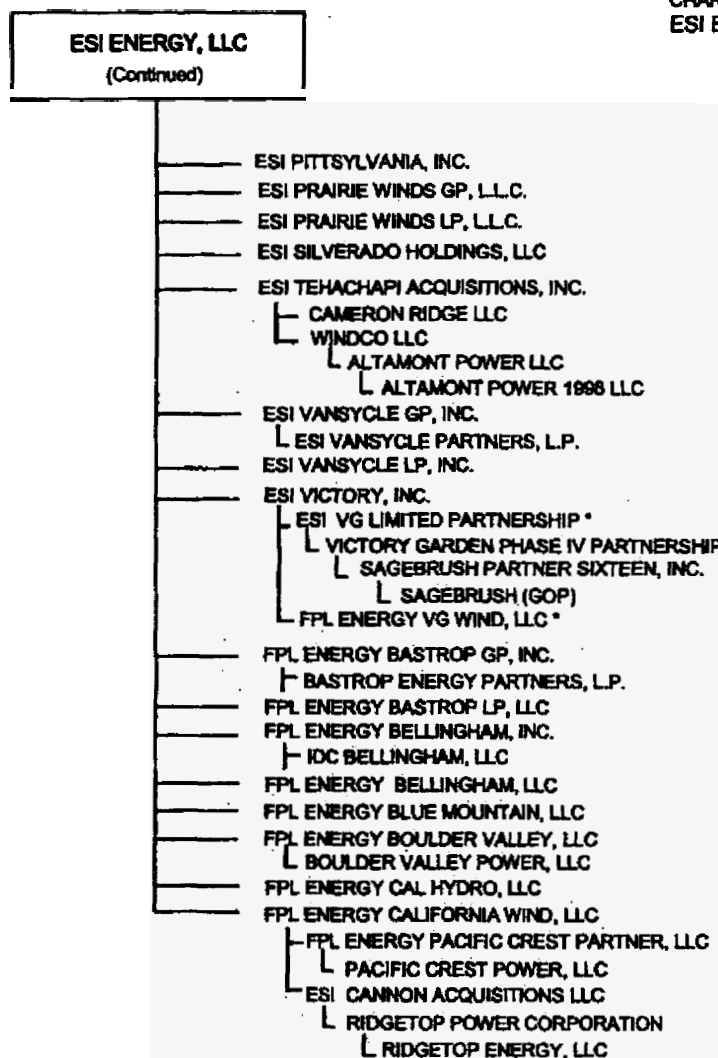 ESI E
ESI ENERGY, LLC
(Continued)
ESI PITTSYLVANIA, INC.
ESI PRAIRIE WINDS GP, L.L.C.
ESI PRAIRIE WINDS LP, L.L.C.
ESI SILVERADO HOLDINGS, LLC
ESI TEHACHAPI ACQUISITIONS, INC.
CAMERON RIDGE LLC
WINDCO LLC
ALTAMONT POWER LLC
ALTAMONT POWER 1998 LLC
ESI VANSYCLE GP, INC.
ESI VANSYCLE PARTNERS, L.P.
ESI VANSYCLE LP, INC.
ESI VICTORY, INC.
ESI VG LIMITED PARTNERSHIP *
VICTORY GARDEN PHASE IV PARTNERSHIP
SAGEBRUSH PARTNER SIXTEEN, INC.
SAGEBRUSH (GOP)
FPL ENERGY VG WIND, LLC *
FPL ENERGY BASTROP GP, INC.
BASTROP ENERGY PARTNERS, L.P.
FPL ENERGY BASTROP LP, LLC
FPL ENERGY BELLINGHAM, INC.
IDC BELLINGHAM, LLC
FPL ENERGY BELLINGHAM, LLC
FPL ENERGY BLUE MOUNTAIN, LLC
FPL ENERGY BOULDER VALLEY, LLC
BOULDER VALLEY POWER, LLC
FPL ENERGY CAL HYDRO, LLC
FPL ENERGY CALIFORNIA WIND, LLC
FPL ENERGY PACIFIC CREST PARTNER, LLC
PACIFIC CREST POWER, LLC
ESI CANNON ACQUISITIONS LLC
RIDGETOP POWER CORPORATION
RIDGETOP ENERGY, LLC